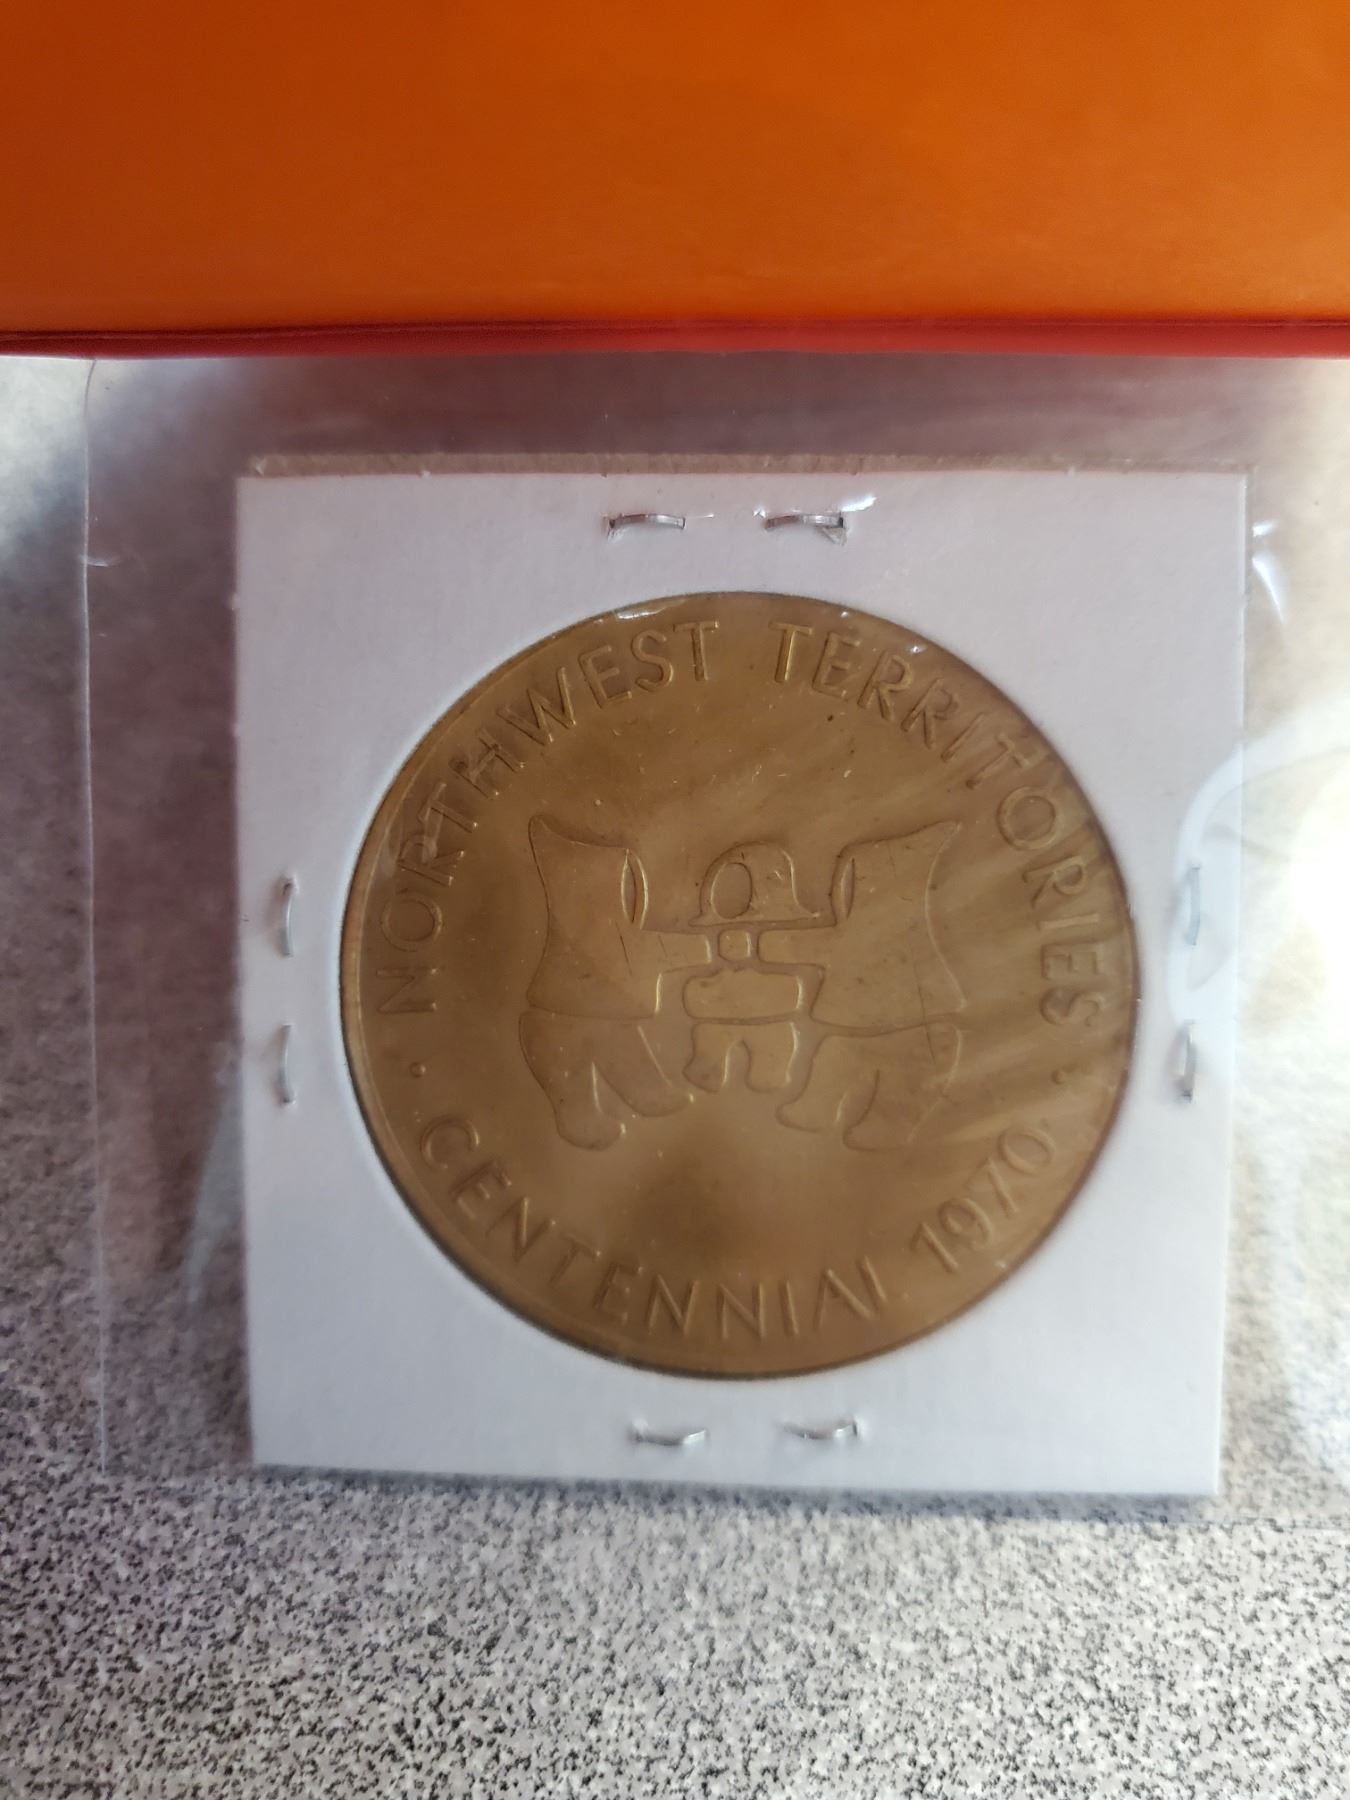 NORTHWEST TERRITORIES
· CENTENNIAL 1970 ·